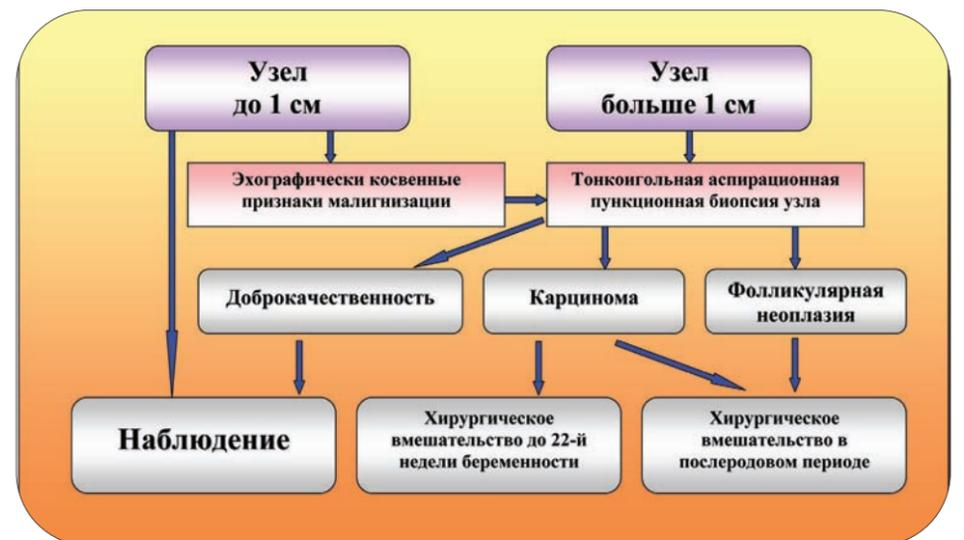 Узел
до 1 см
Узел
больше 1 см
Эхографически косвенные
признаки малигнизации
Тонкоигольная аспирационная
пункционная биопсия узла
Доброкачественность
Карцинома
Фолликулярная
неоплазия
Наблюдение
Хирургическое
вмешательство до 22-й
недели беременности
Хирургическое
вмешательство в
послеродовом периоде